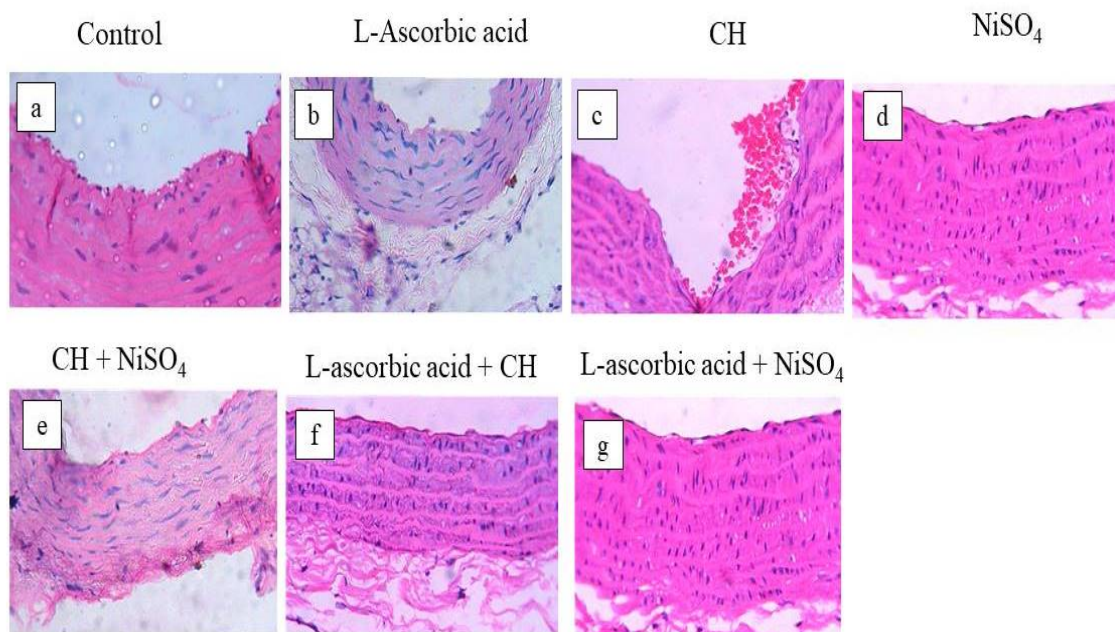 Control
L-Ascorbic acid
CH
NiSO₄
a
b
c
d
CH + NiSO₄
L-ascorbic acid + CH
L-ascorbic acid + NiSO₄
e
f
g